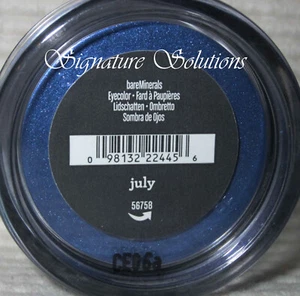 Signature Solutions
bareMinerals
Eyecolor • Fard à Paupières
Lidschatten • Ombretto
Sombra de Ojos
0 98132 22445 6
july
56758